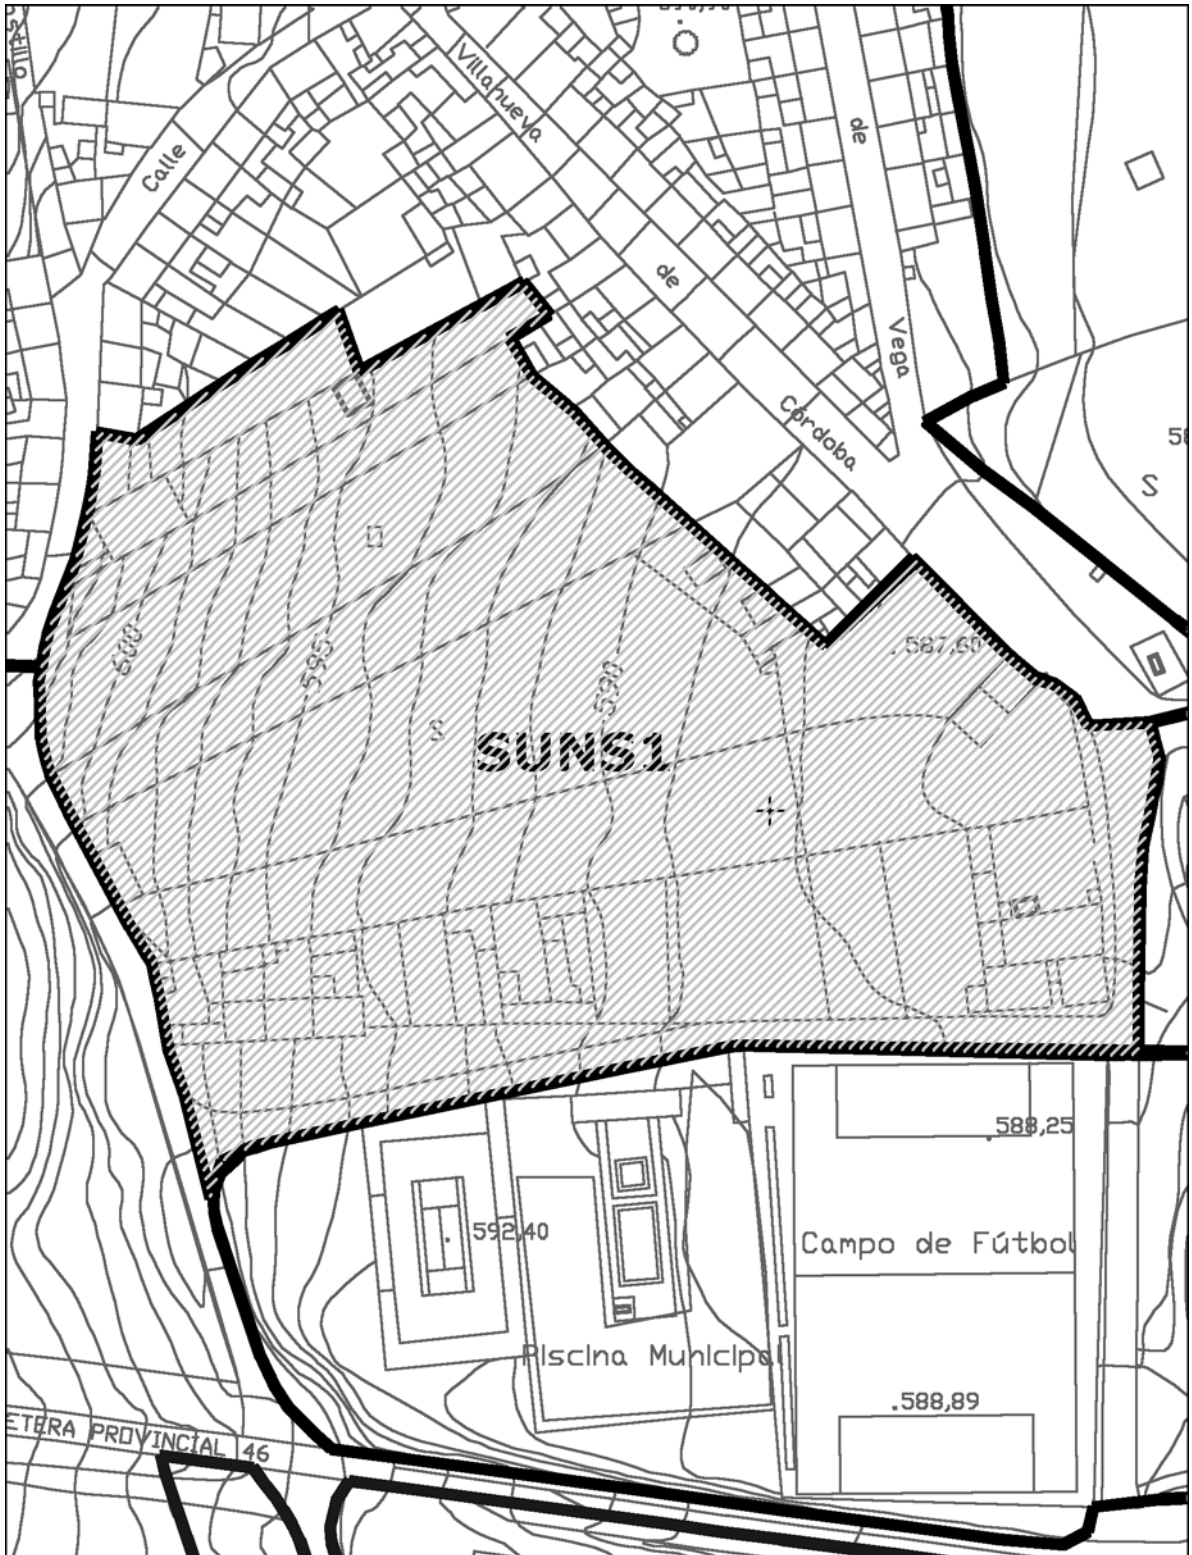 Villanueva
de
Calle
de
Vega
Córdoba
S
.587,60
600
595
590
S
SUNS1
588,25
592,40
Campo de Fútbol
Piscina Municipal
.588,89
ETERA PROVINCIAL 46